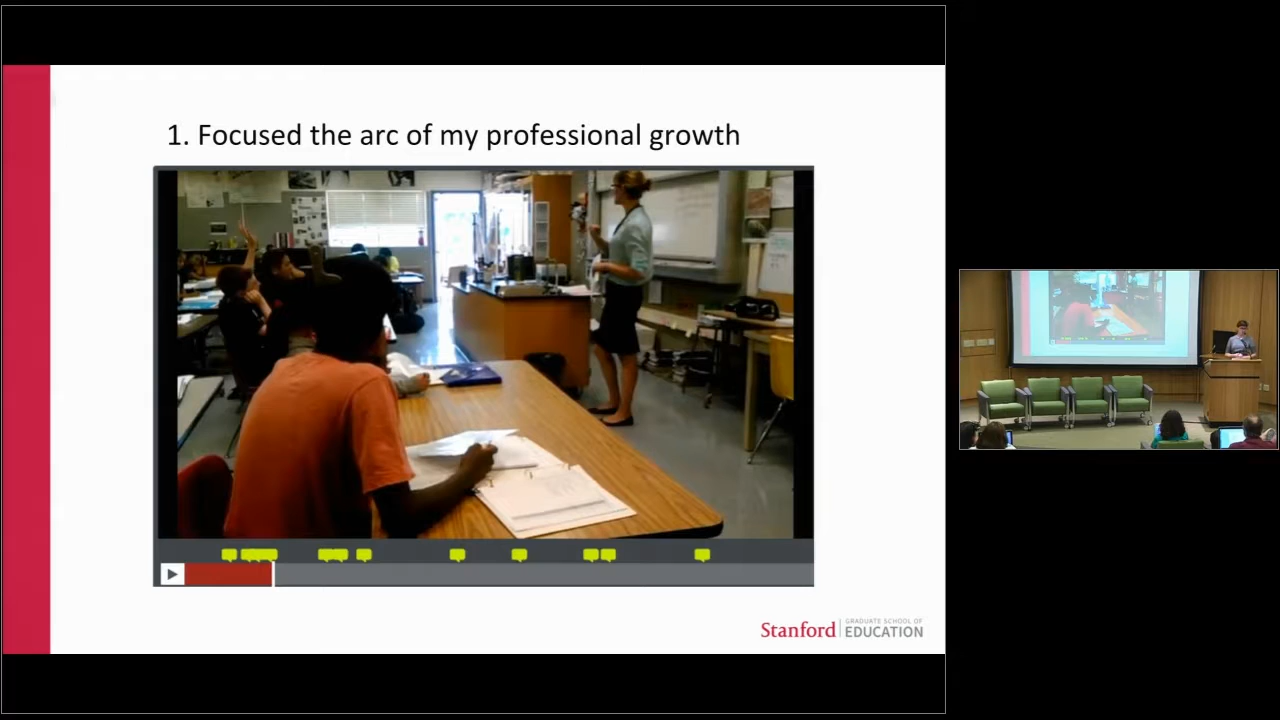 1. Focused the arc of my professional growth
Stanford
GRADUATE SCHOOL OF
EDUCATION